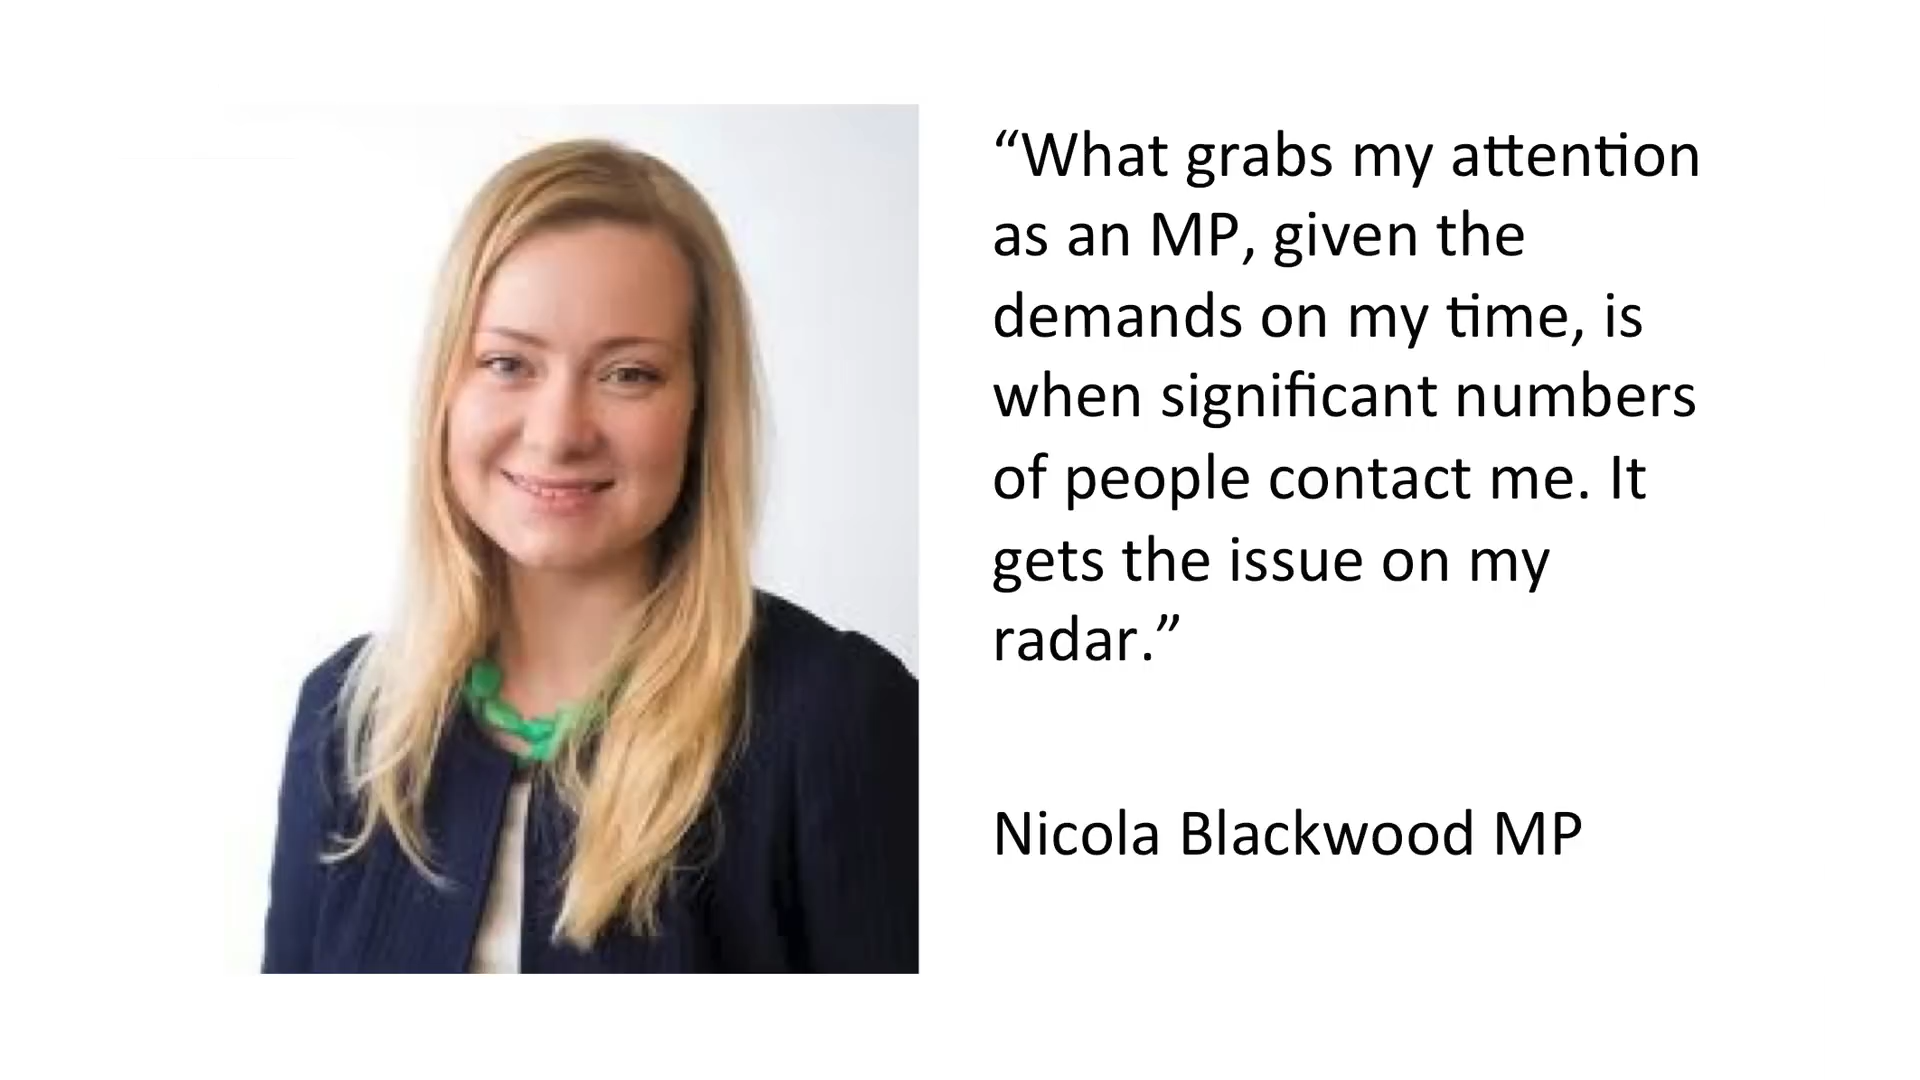 “What grabs my attention
as an MP, given the
demands on my time, is
when significant numbers
of people contact me. It
gets the issue on my
radar.”
Nicola Blackwood MP